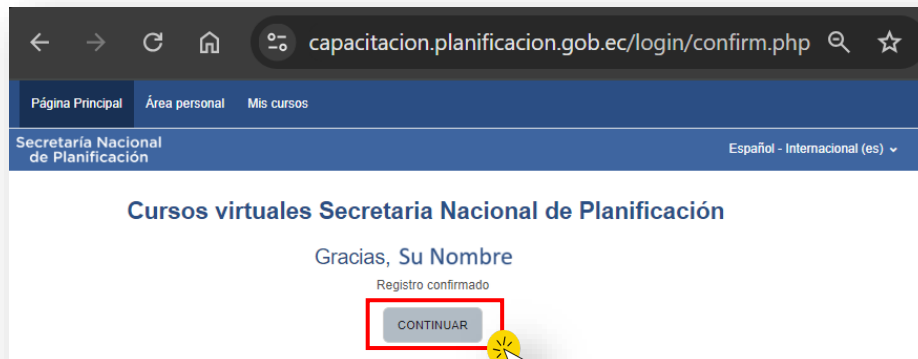 capacitacion.planificacion.gob.ec/login/confirm.php
Página Principal Área personal Mis cursos
Secretaría Nacional
de Planificación
Español - Internacional (es)
Cursos virtuales Secretaria Nacional de Planificación
Gracias, Su Nombre
Registro confirmado
CONTINUAR